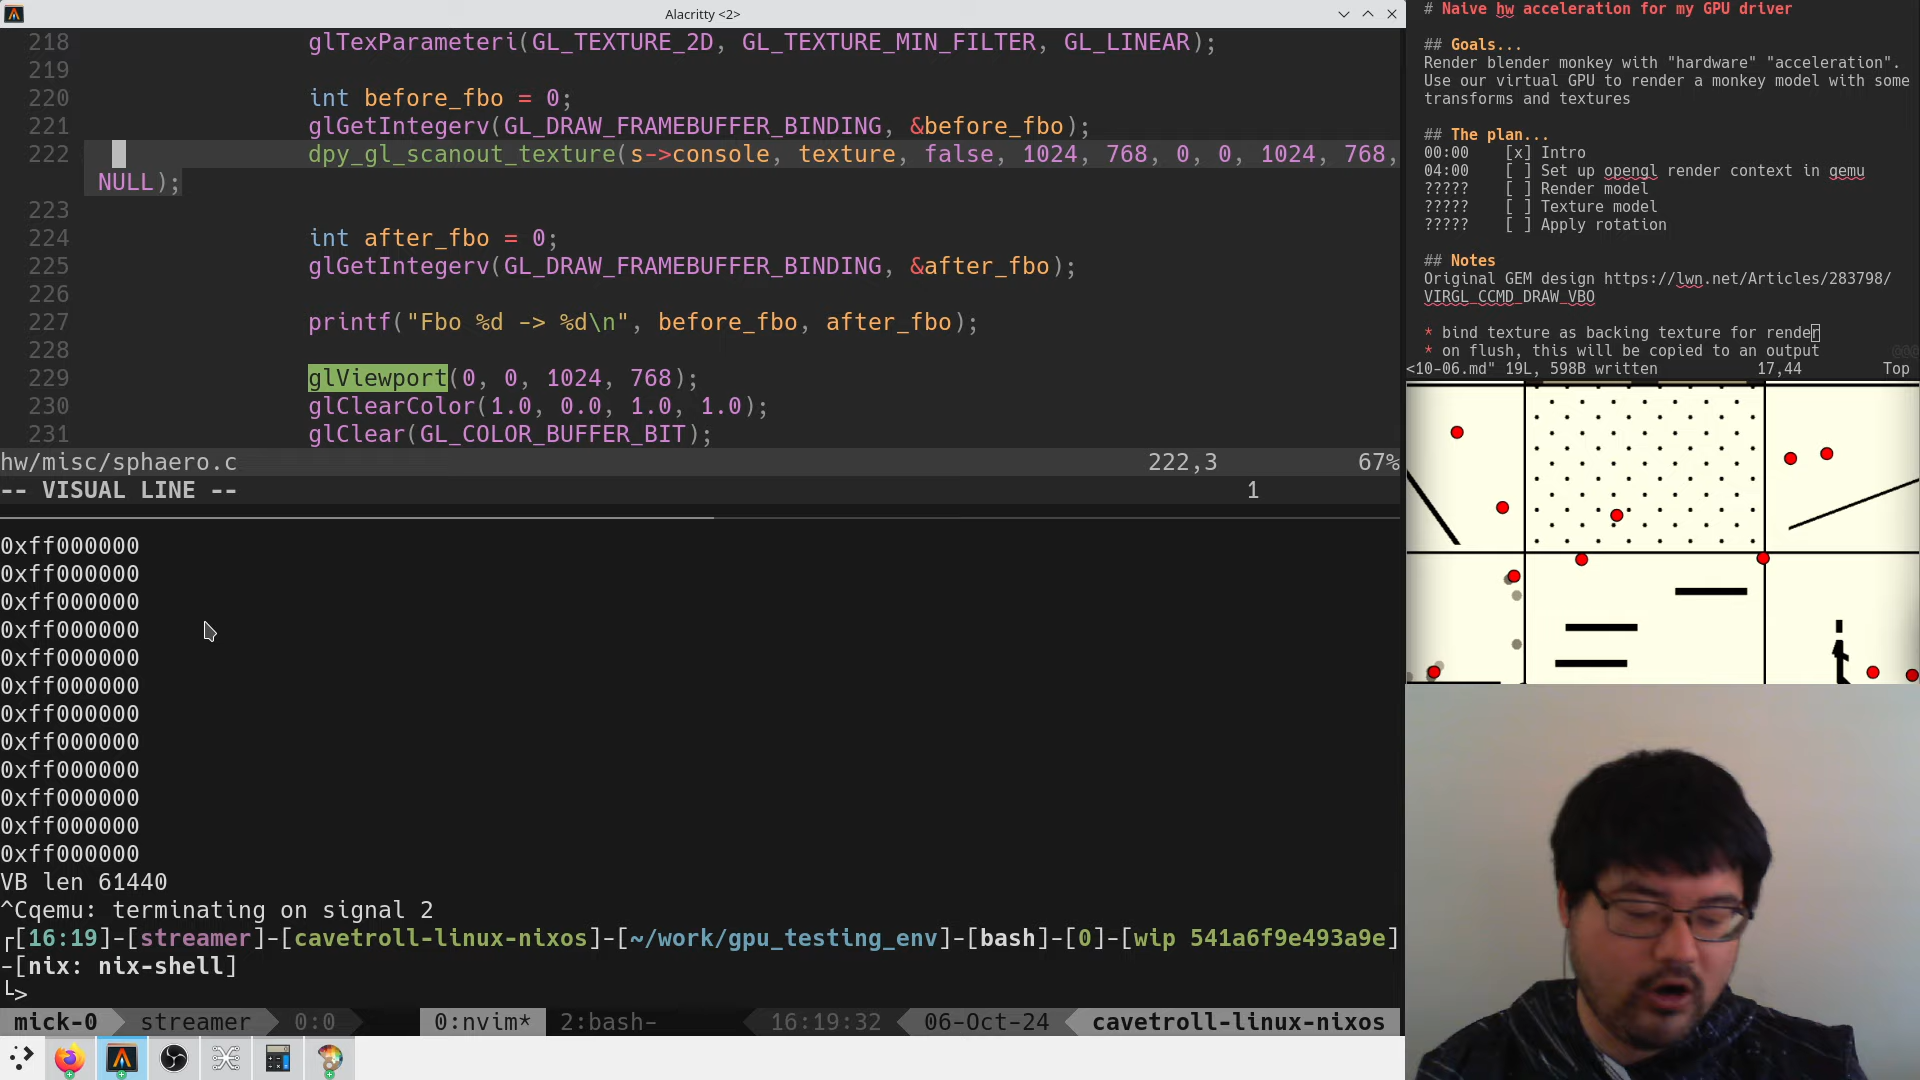 Alacritty <2>
218 glTexParameteri(GL_TEXTURE_2D, GL_TEXTURE_MIN_FILTER, GL_LINEAR);
219
220 int before_fbo = 0;
221 glGetIntegerv(GL_DRAW_FRAMEBUFFER_BINDING, &before_fbo);
222 dpy_gl_scanout_texture(s->console, texture, false, 1024, 768, 0, 0, 1024, 768,
NULL);
223
224 int after_fbo = 0;
225 glGetIntegerv(GL_DRAW_FRAMEBUFFER_BINDING, &after_fbo);
226
227 printf("Fbo %d -> %d\n", before_fbo, after_fbo);
228
229 glViewport(0, 0, 1024, 768);
230 glClearColor(1.0, 0.0, 1.0, 1.0);
231 glClear(GL_COLOR_BUFFER_BIT);
hw/misc/sphaero.c 222,3 67%
-- VISUAL LINE -- 1
0xff000000
0xff000000
0xff000000
0xff000000
0xff000000
0xff000000
0xff000000
0xff000000
0xff000000
0xff000000
0xff000000
0xff000000
VB len 61440
^Cqemu: terminating on signal 2
┌[16:19]-[streamer]-[cavetroll-linux-nixos]-[~/work/gpu_testing_env]-[bash]-[0]-[wip 541a6f9e493a9e]
-[nix: nix-shell]
└>
mick-0 streamer 0:0 0:nvim* 2:bash- 16:19:32 06-Oct-24 cavetroll-linux-nixos
# Naive hw acceleration for my GPU driver
## Goals...
Render blender monkey with "hardware" "acceleration".
Use our virtual GPU to render a monkey model with some
transforms and textures
## The plan...
00:00 [x] Intro
04:00 [ ] Set up opengl render context in qemu
????? [ ] Render model
????? [ ] Texture model
????? [ ] Apply rotation
## Notes
Original GEM design https://lwn.net/Articles/283798/
VIRGL_CCMD_DRAW_VBO
* bind texture as backing texture for render
* on flush, this will be copied to an output
<10-06.md" 19L, 598B written 17,44 Top